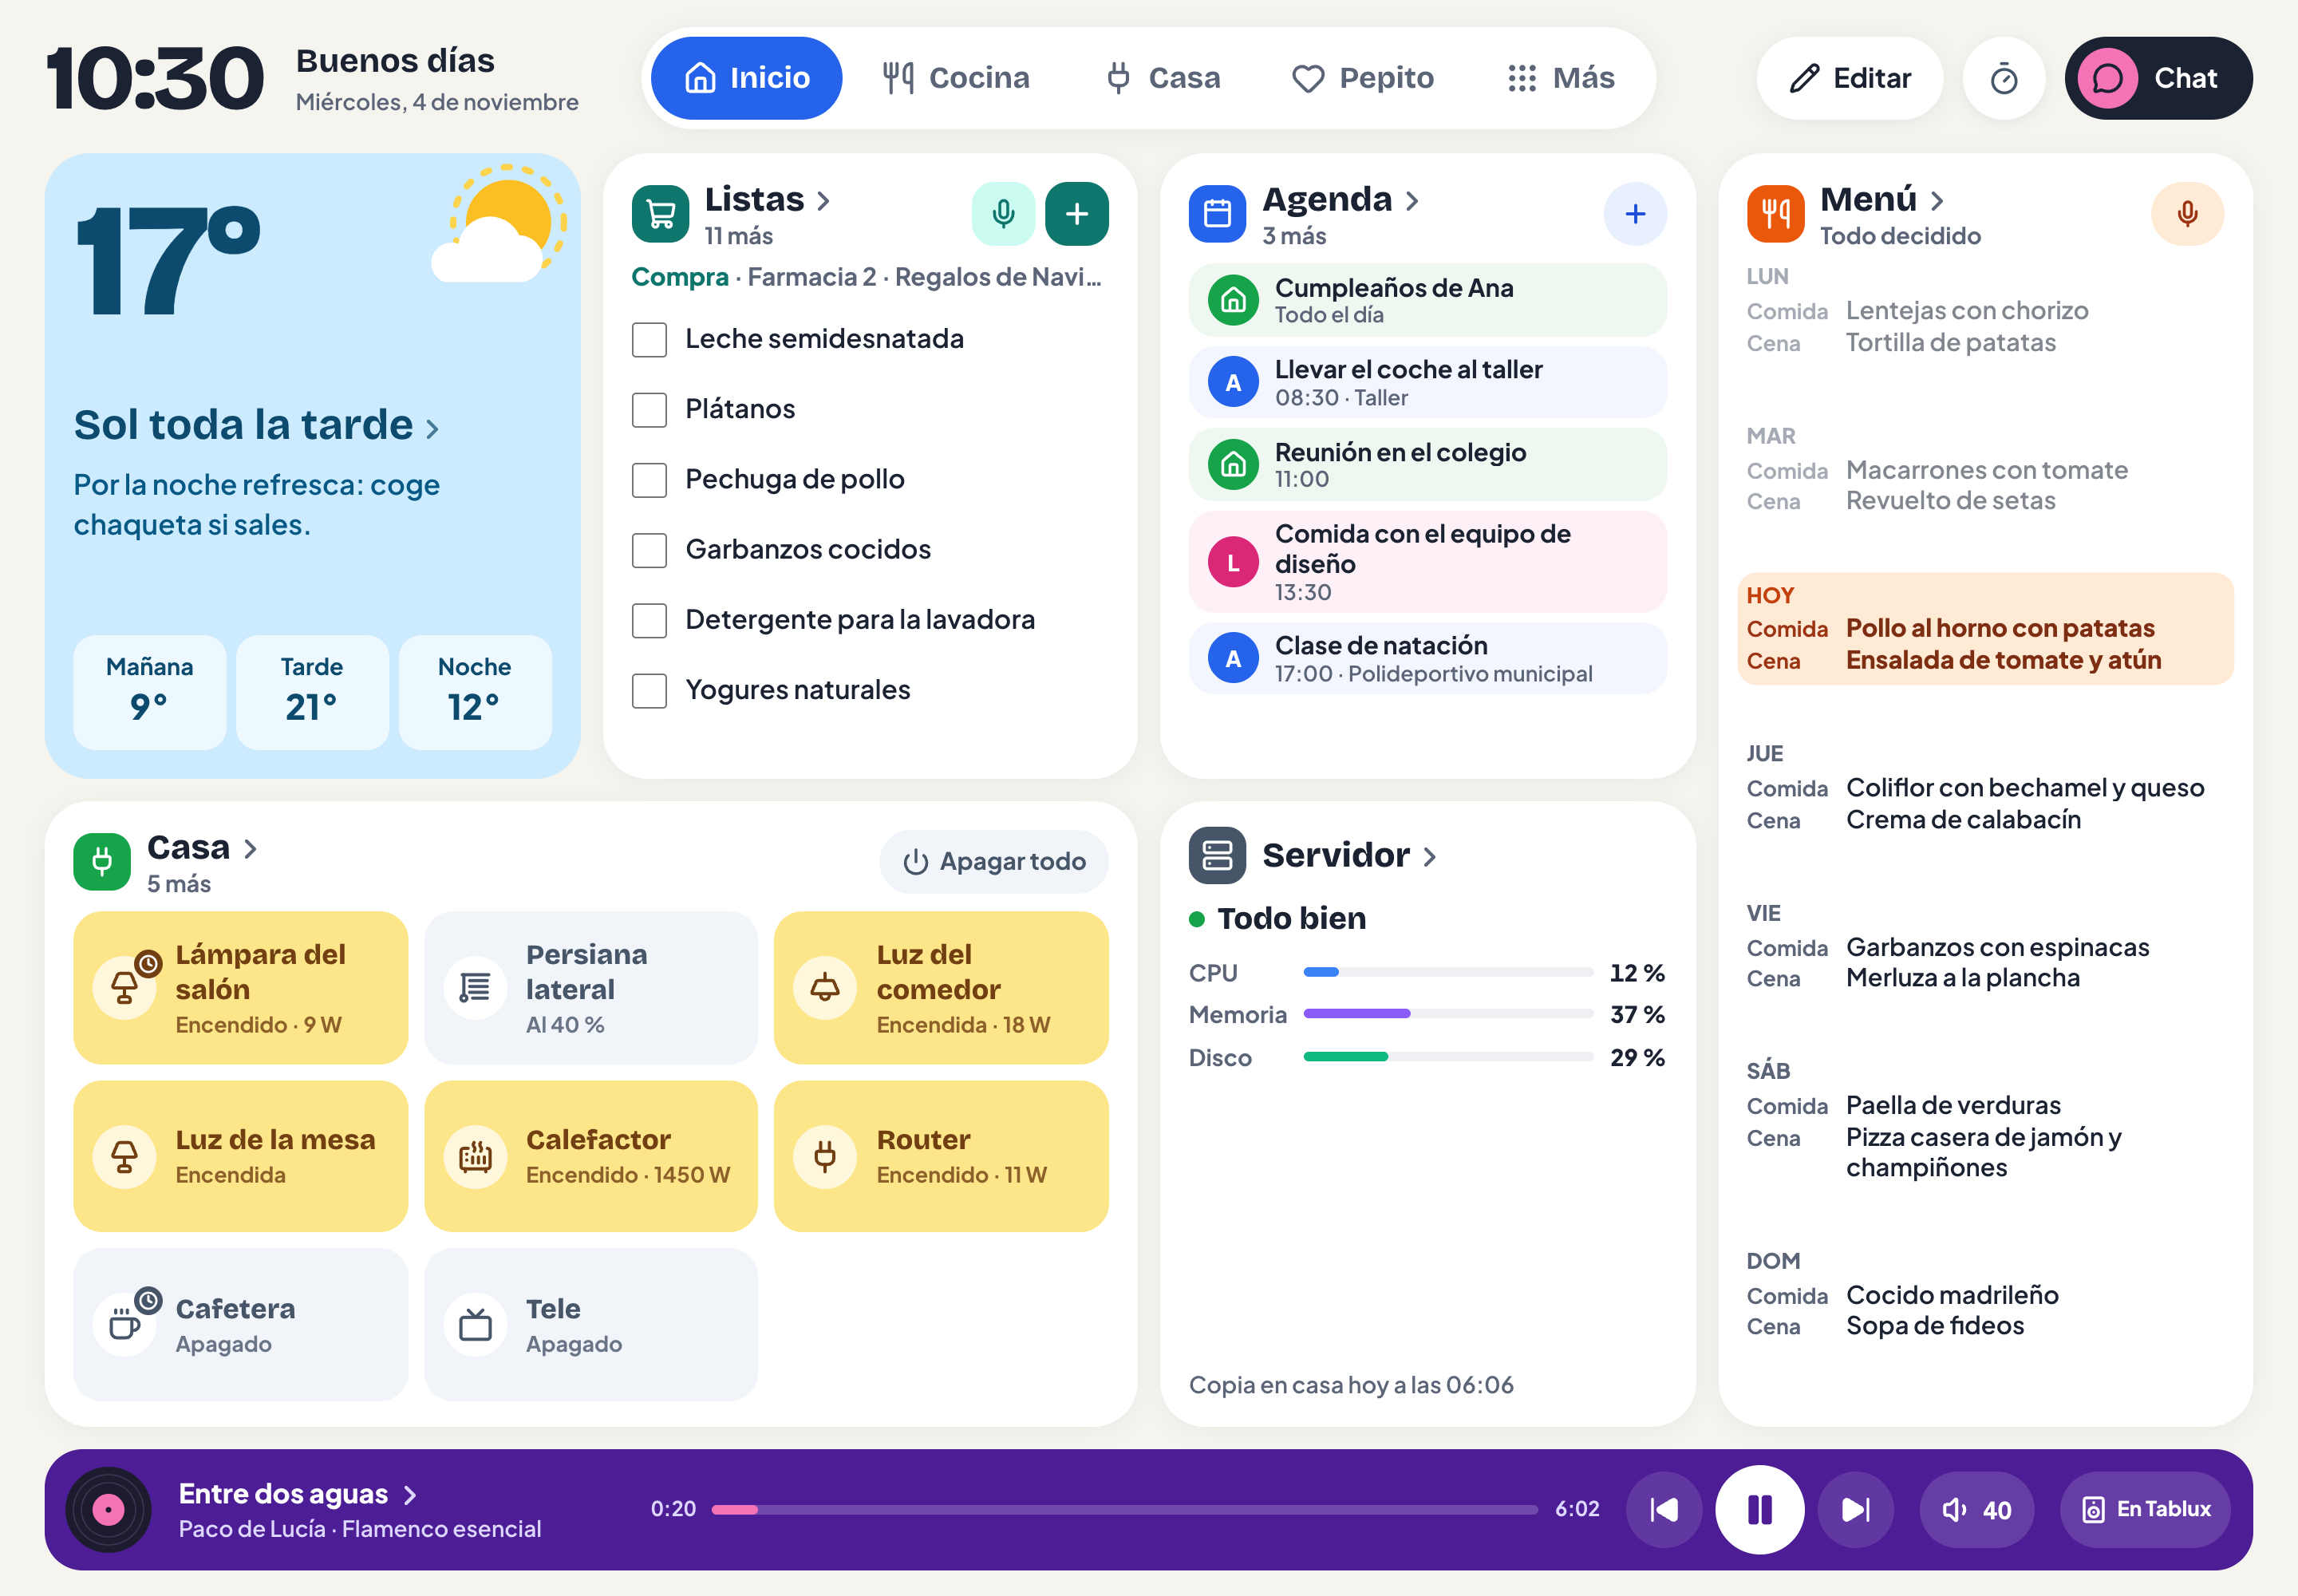 10:30
Buenos días
Miércoles, 4 de noviembre
Inicio
Cocina
Casa
Pepito
Más
Editar
Chat
17°
Sol toda la tarde
Por la noche refresca: coge
chaqueta si sales.
Mañana
9°
Tarde
21°
Noche
12°
Listas
11 más
Compra · Farmacia 2 · Regalos de Navi…
Leche semidesnatada
Plátanos
Pechuga de pollo
Garbanzos cocidos
Detergente para la lavadora
Yogures naturales
Agenda
3 más
Cumpleaños de Ana
Todo el día
A
Llevar el coche al taller
08:30 · Taller
Reunión en el colegio
11:00
L
Comida con el equipo de
diseño
13:30
A
Clase de natación
17:00 · Polideportivo municipal
Menú
Todo decidido
LUN
Comida Lentejas con chorizo
Cena Tortilla de patatas
MAR
Comida Macarrones con tomate
Cena Revuelto de setas
HOY
Comida Pollo al horno con patatas
Cena Ensalada de tomate y atún
JUE
Comida Coliflor con bechamel y queso
Cena Crema de calabacín
VIE
Comida Garbanzos con espinacas
Cena Merluza a la plancha
SÁB
Comida Paella de verduras
Cena Pizza casera de jamón y
champiñones
DOM
Comida Cocido madrileño
Cena Sopa de fideos
Casa
5 más
Apagar todo
Lámpara del
salón
Encendido · 9 W
Persiana
lateral
Al 40 %
Luz del
comedor
Encendida · 18 W
Luz de la mesa
Encendida
Calefactor
Encendido · 1450 W
Router
Encendido · 11 W
Cafetera
Apagado
Tele
Apagado
Servidor
Todo bien
CPU 12 %
Memoria 37 %
Disco 29 %
Copia en casa hoy a las 06:06
Entre dos aguas
Paco de Lucía · Flamenco esencial
0:20
6:02
40
En Tablux